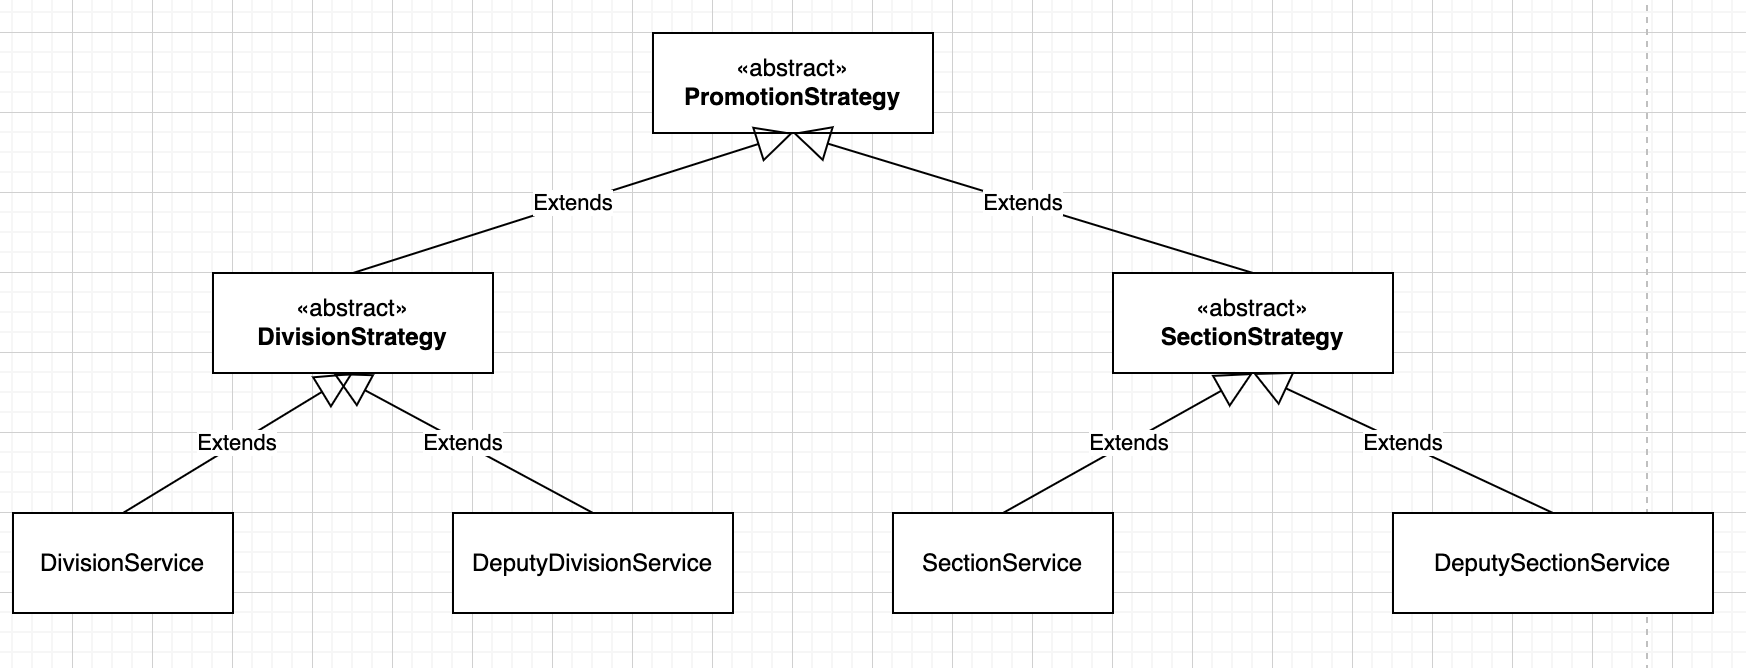 «abstract»
PromotionStrategy
Extends
Extends
«abstract»
DivisionStrategy
«abstract»
SectionStrategy
Extends
Extends
Extends
Extends
DivisionService
DeputyDivisionService
SectionService
DeputySectionService